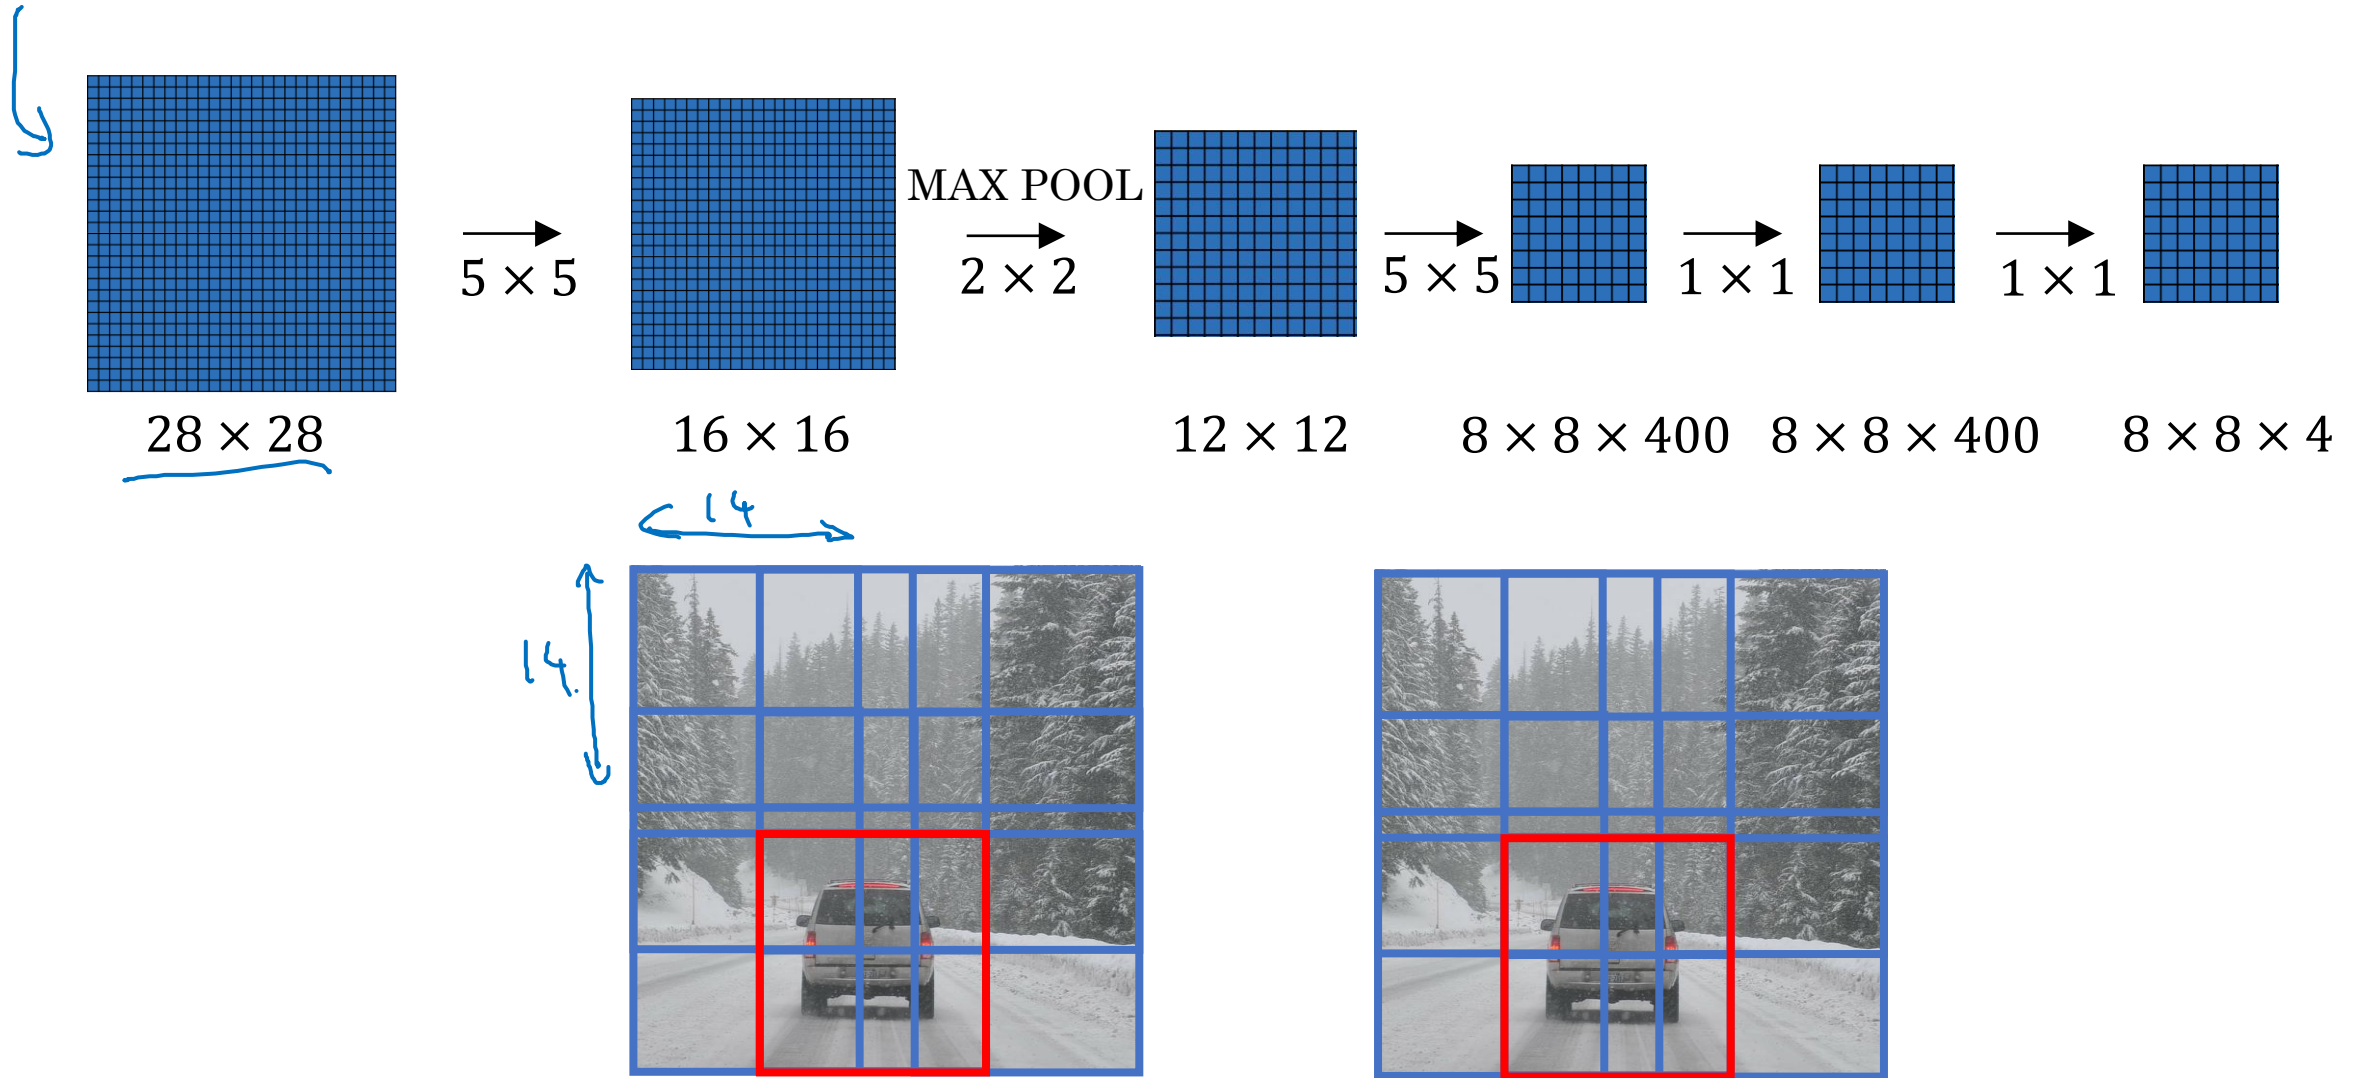 MAX POOL
5 × 5
2 × 2
5 × 5
1 × 1
1 × 1
28 × 28
16 × 16
12 × 12
8 × 8 × 400
8 × 8 × 400
8 × 8 × 4
14
14